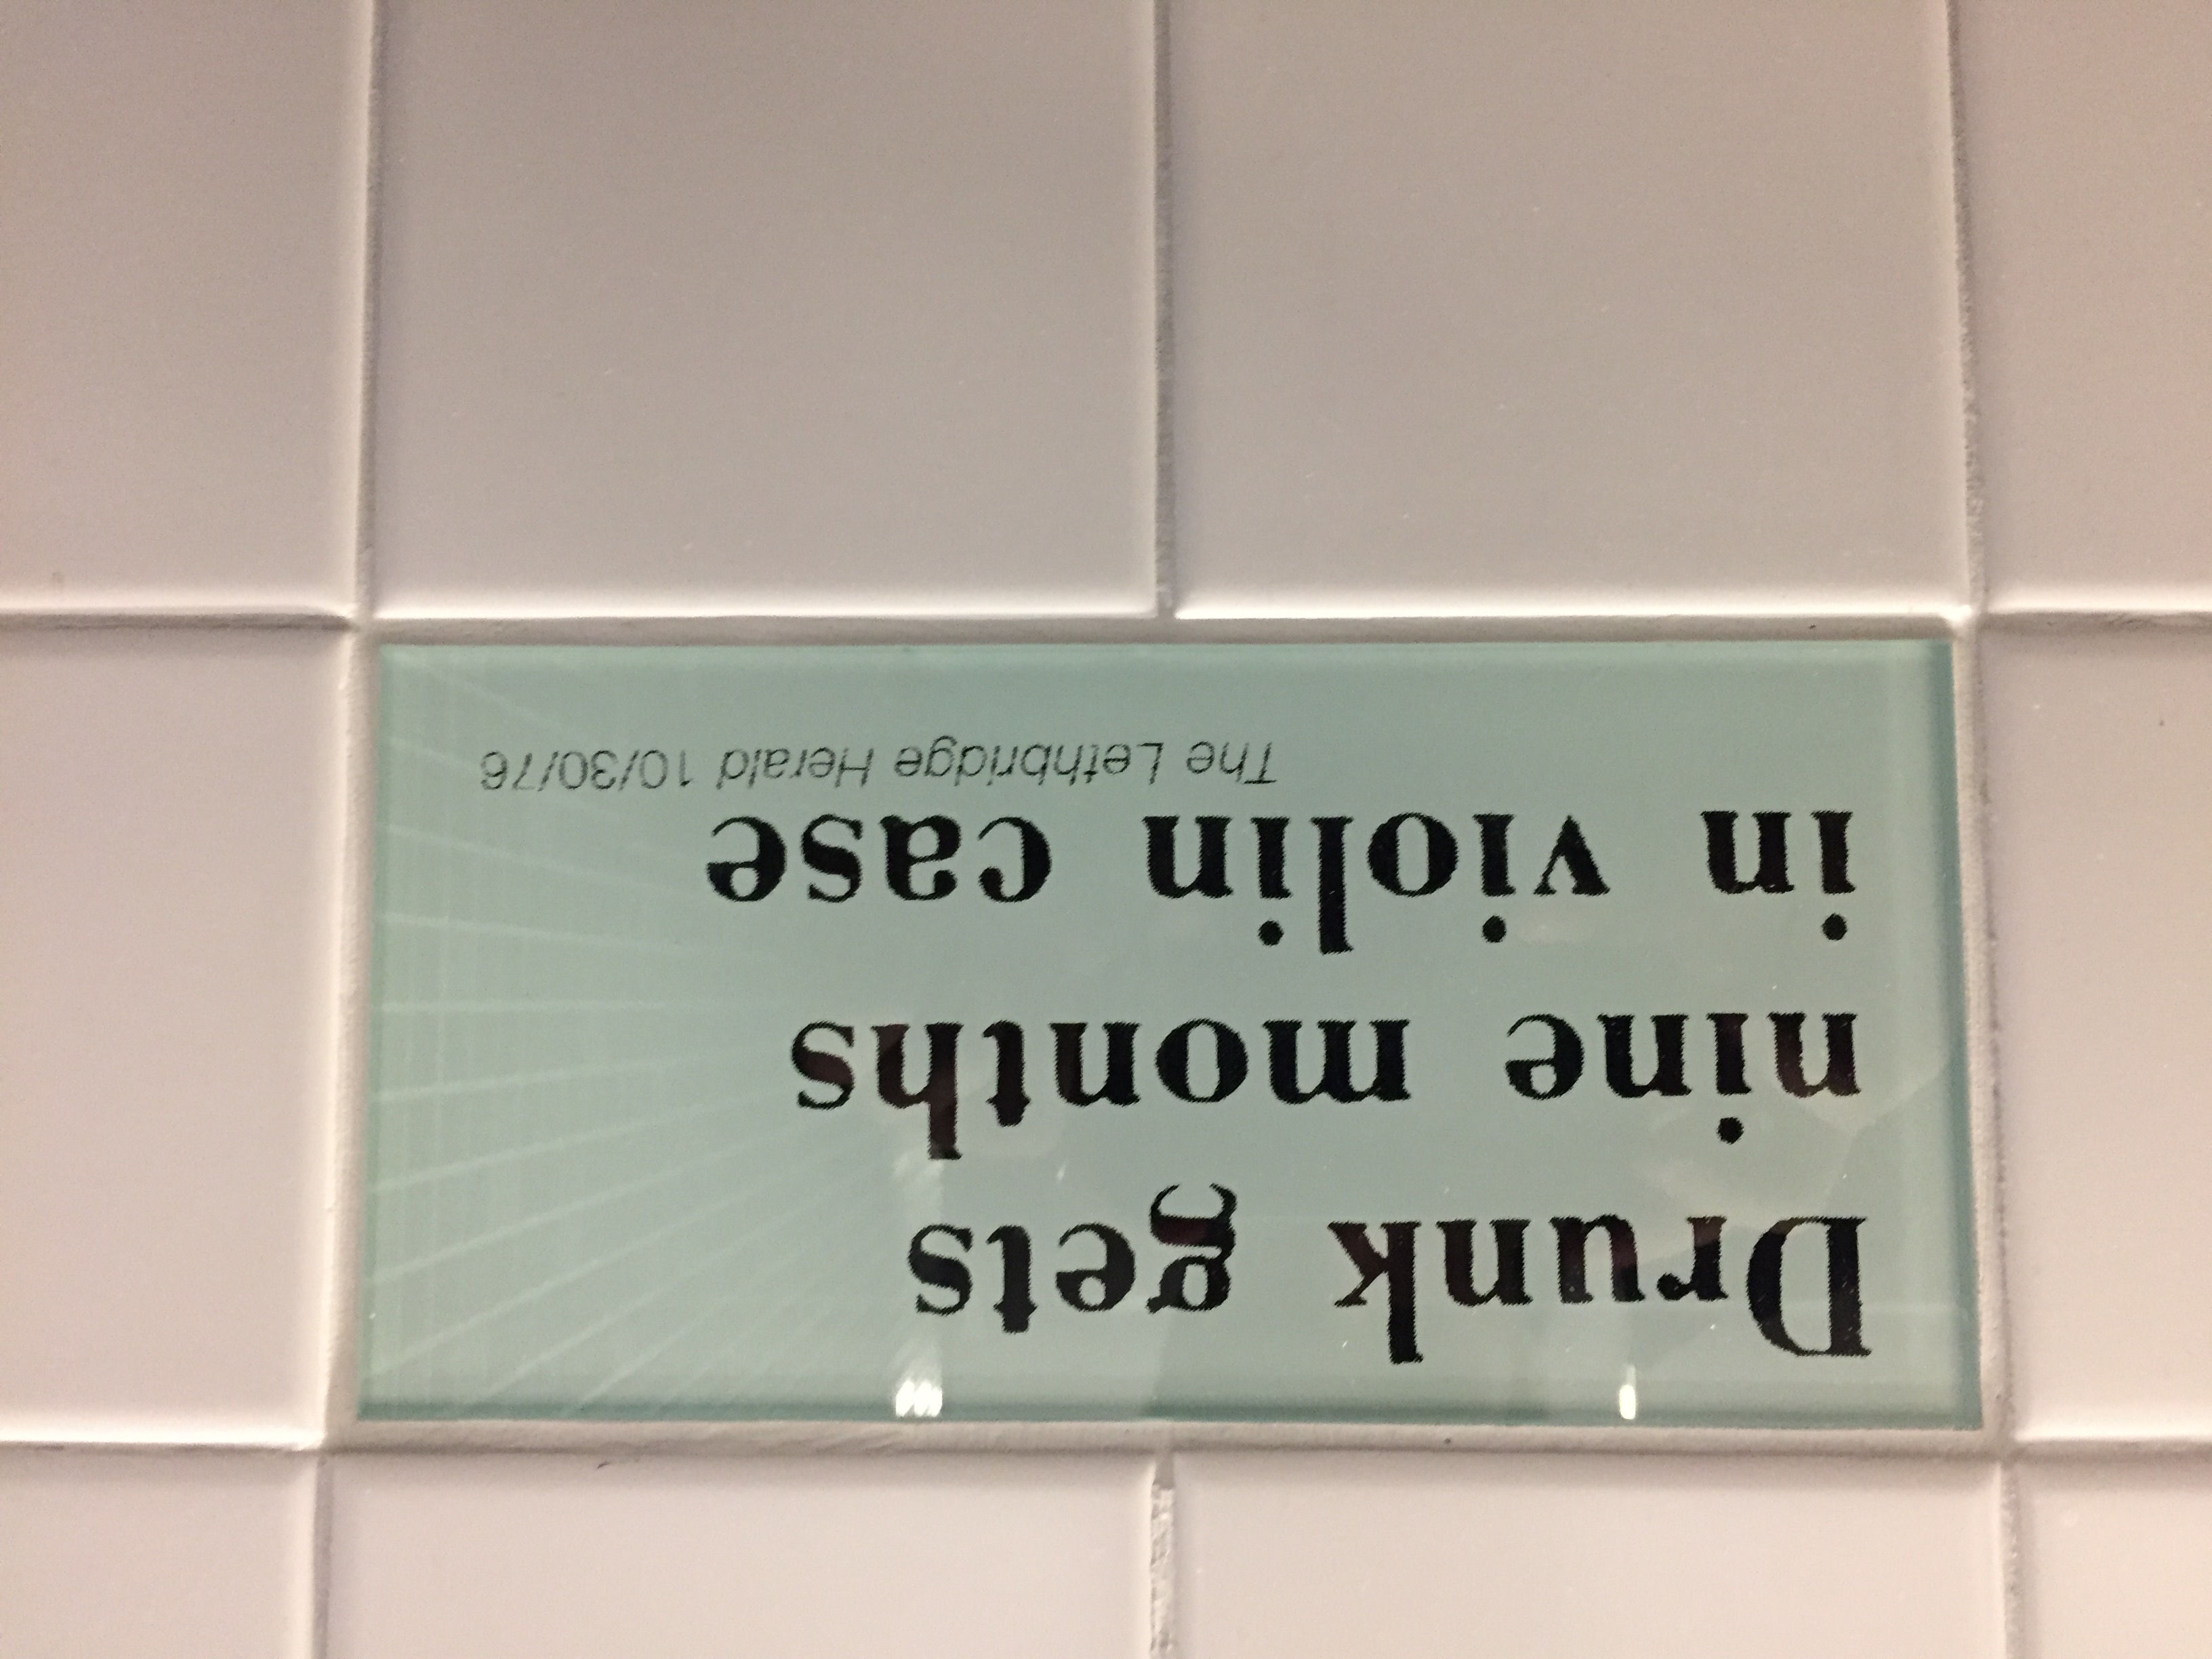 Drunk gets
nine months
in violin case
The Lethbridge Herald 10/30/76